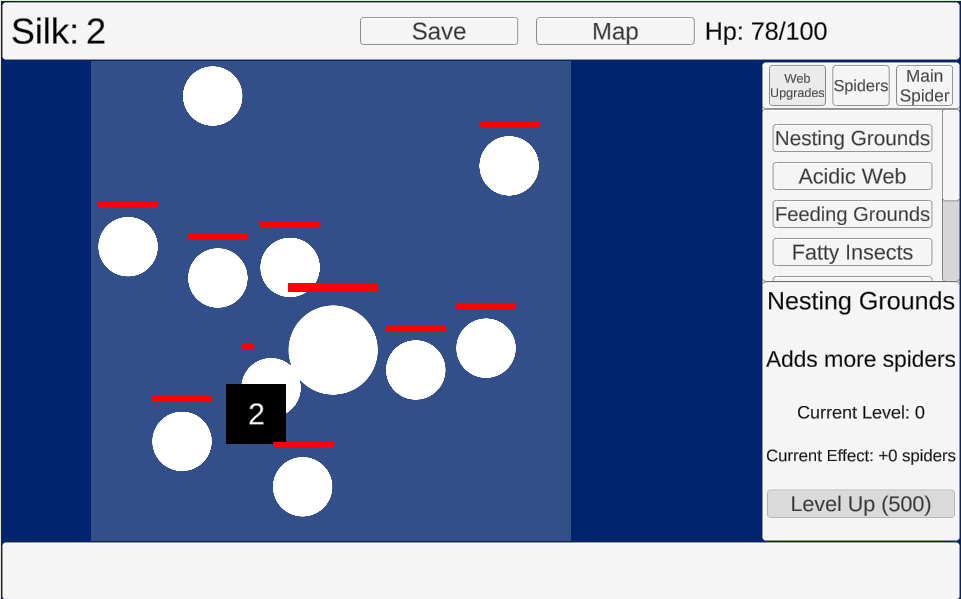 Silk: 2
Save
Map
Hp: 78/100
Web
Upgrades
Spiders
Main
Spider
Nesting Grounds
Acidic Web
Feeding Grounds
Fatty Insects
2
Nesting Grounds
Adds more spiders
Current Level: 0
Current Effect: +0 spiders
Level Up (500)